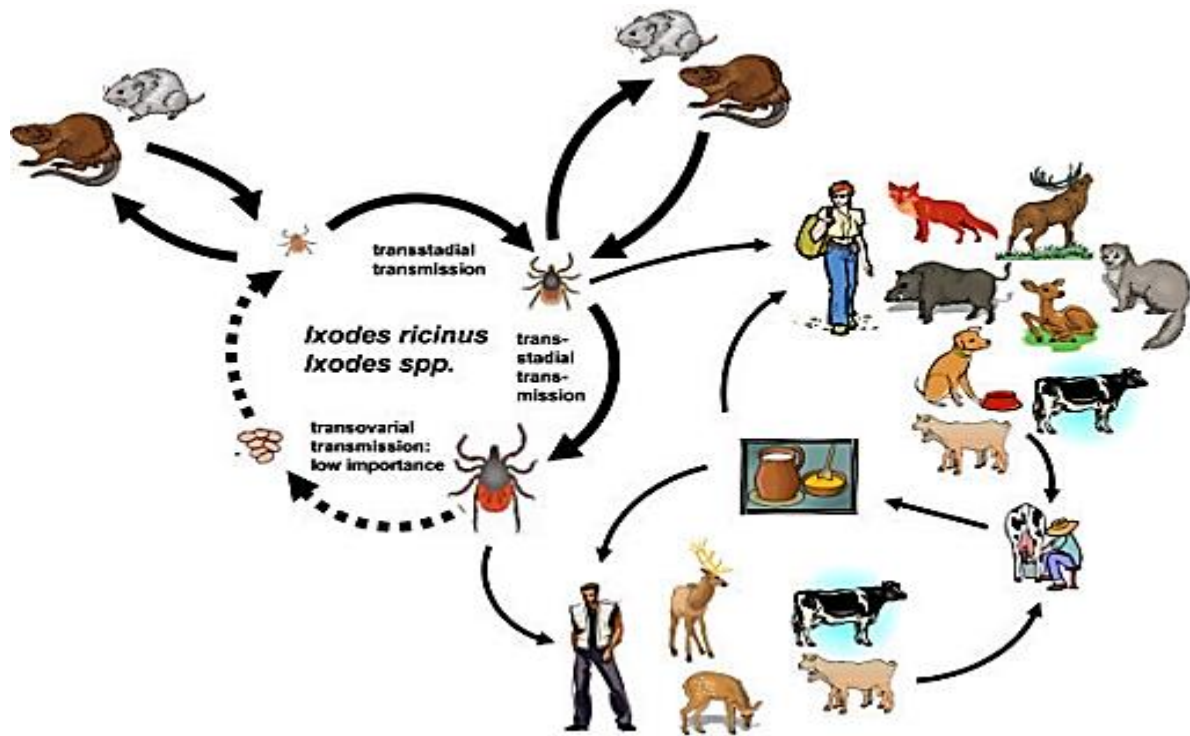 transstadial
transmission
Ixodes ricinus
Ixodes spp.
trans-
stadial
trans-
mission
transovarial
transmission:
low importance